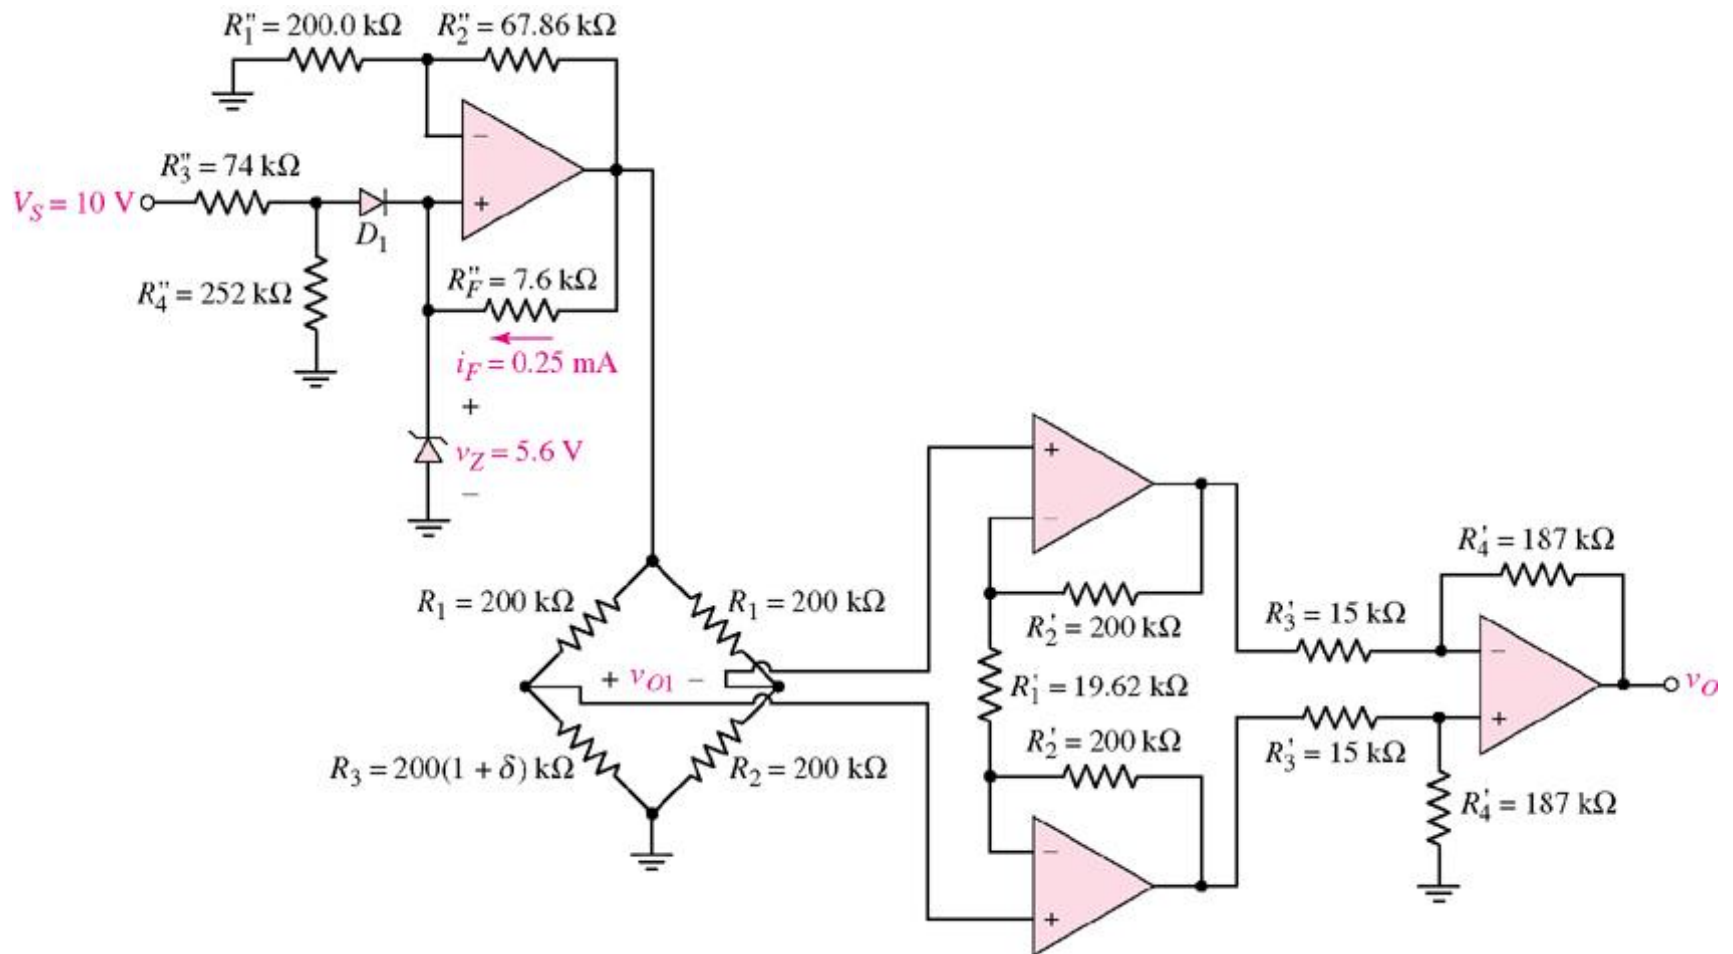 R₁" = 200.0 kΩ
R₂" = 67.86 kΩ
R₃" = 74 kΩ
V_S = 10 V
D₁
−
+
R₄" = 252 kΩ
R_F" = 7.6 kΩ
i_F = 0.25 mA
+
v_Z = 5.6 V
−
R₁ = 200 kΩ
R₁ = 200 kΩ
+ v_O1 −
R₃ = 200(1 + δ) kΩ
R₂ = 200 kΩ
+
−
R₂' = 200 kΩ
R₁' = 19.62 kΩ
R₂' = 200 kΩ
−
+
R₃' = 15 kΩ
R₄' = 187 kΩ
−
+
v_O
R₃' = 15 kΩ
R₄' = 187 kΩ